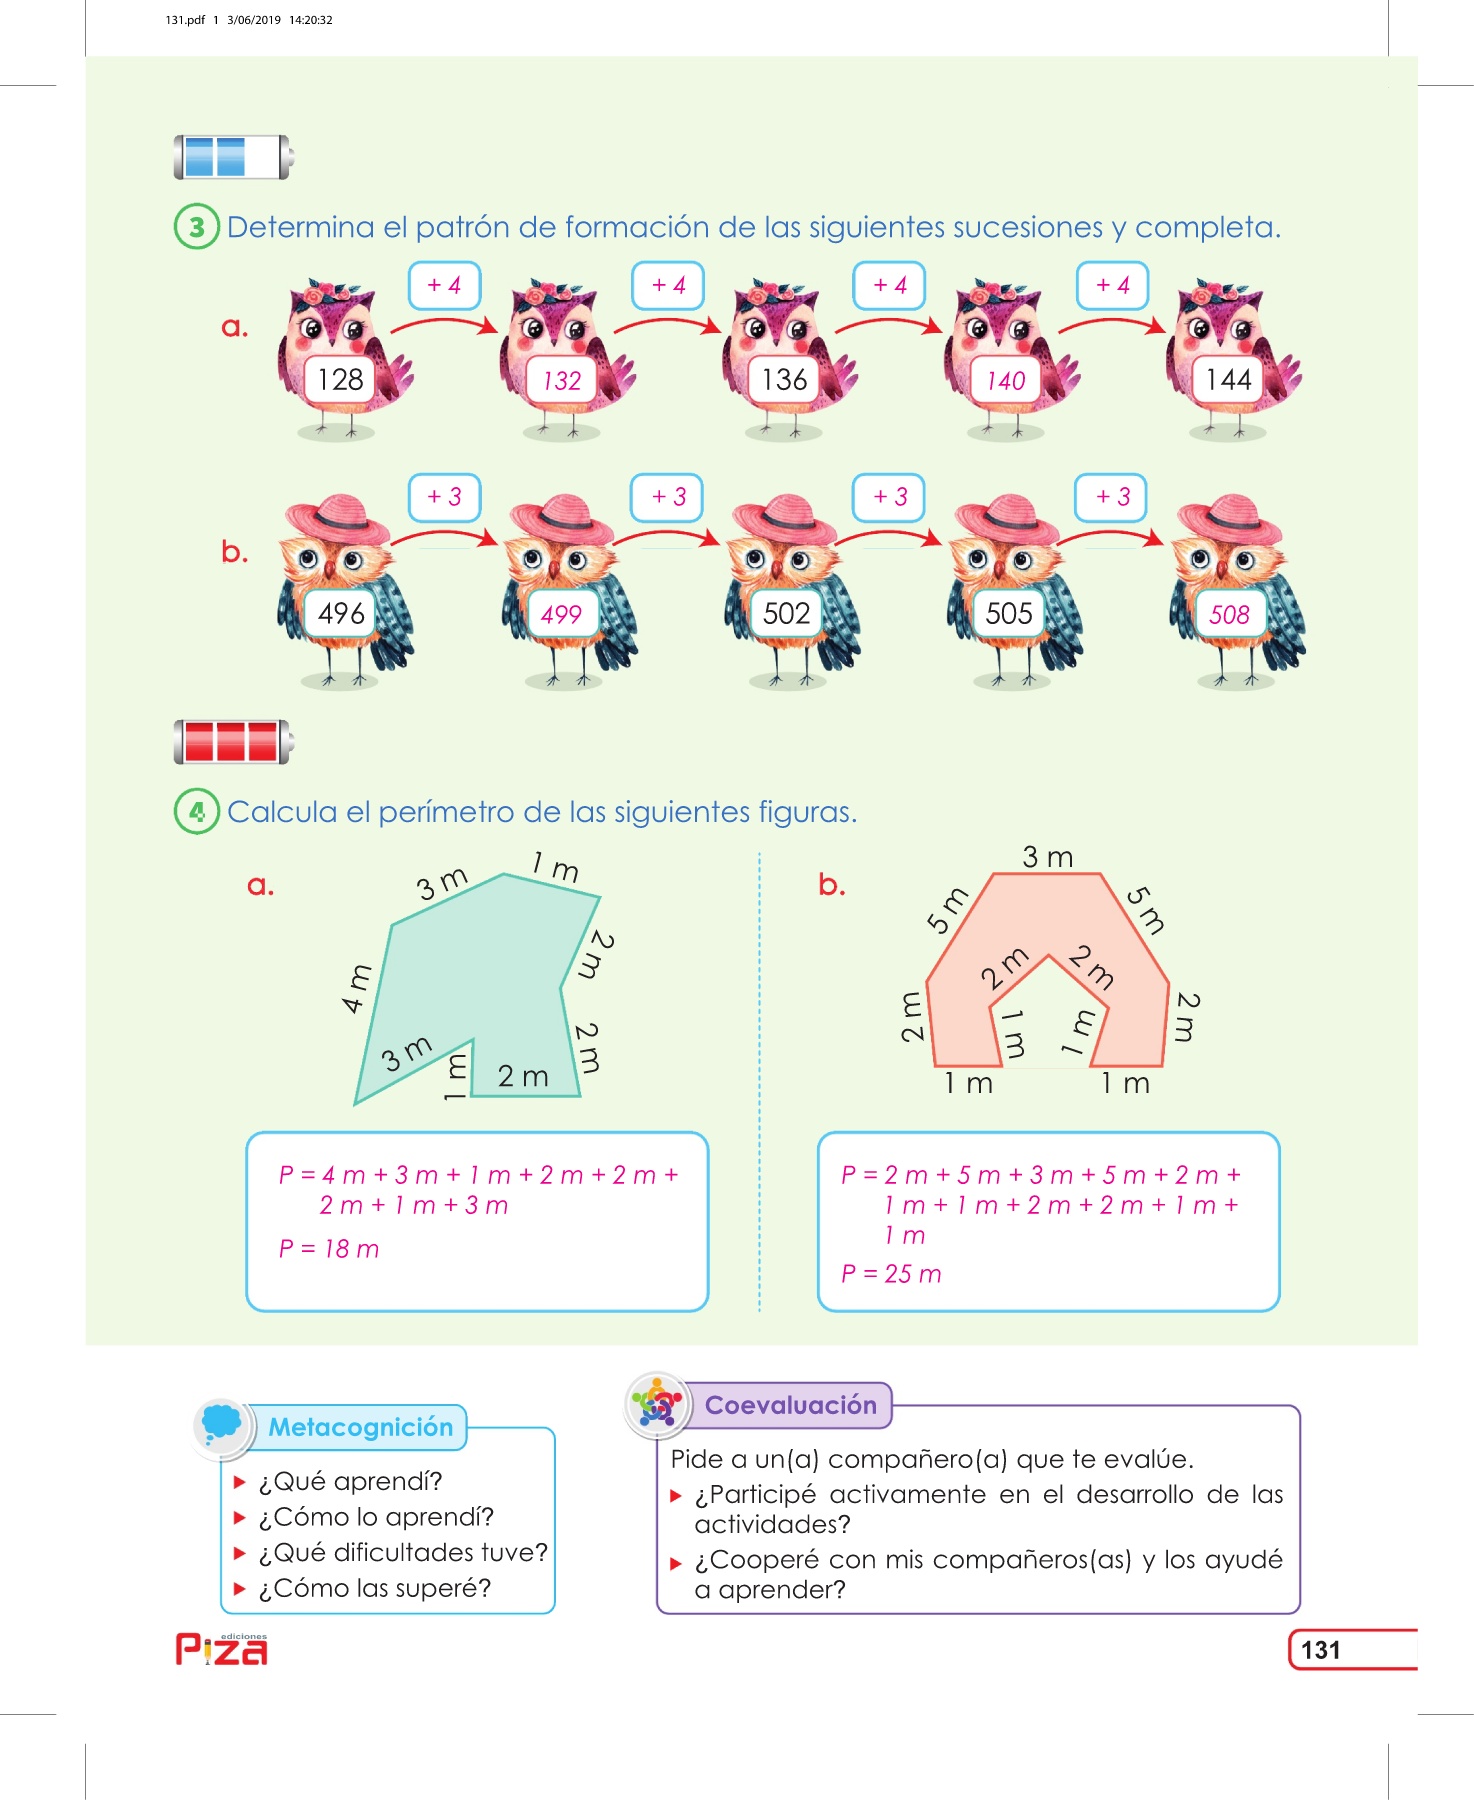 131.pdf 1 3/06/2019 14:20:32
3 Determina el patrón de formación de las siguientes sucesiones y completa.
+ 4 + 4 + 4 + 4
a.
128 132 136 140 144
+ 3 + 3 + 3 + 3
b.
496 499 502 505 508
4 Calcula el perímetro de las siguientes figuras.
a.
3 m
1 m
2 m
4 m
2 m
3 m
1 m
2 m
P = 4 m + 3 m + 1 m + 2 m + 2 m +
2 m + 1 m + 3 m
P = 18 m
b.
3 m
5 m
5 m
2 m
2 m
2 m
2 m
1 m
1 m
1 m
1 m
P = 2 m + 5 m + 3 m + 5 m + 2 m +
1 m + 1 m + 2 m + 2 m + 1 m +
1 m
P = 25 m
Metacognición
¿Qué aprendí?
¿Cómo lo aprendí?
¿Qué dificultades tuve?
¿Cómo las superé?
Coevaluación
Pide a un(a) compañero(a) que te evalúe.
¿Participé activamente en el desarrollo de las
actividades?
¿Cooperé con mis compañeros(as) y los ayudé
a aprender?
ediciones
Piza
131